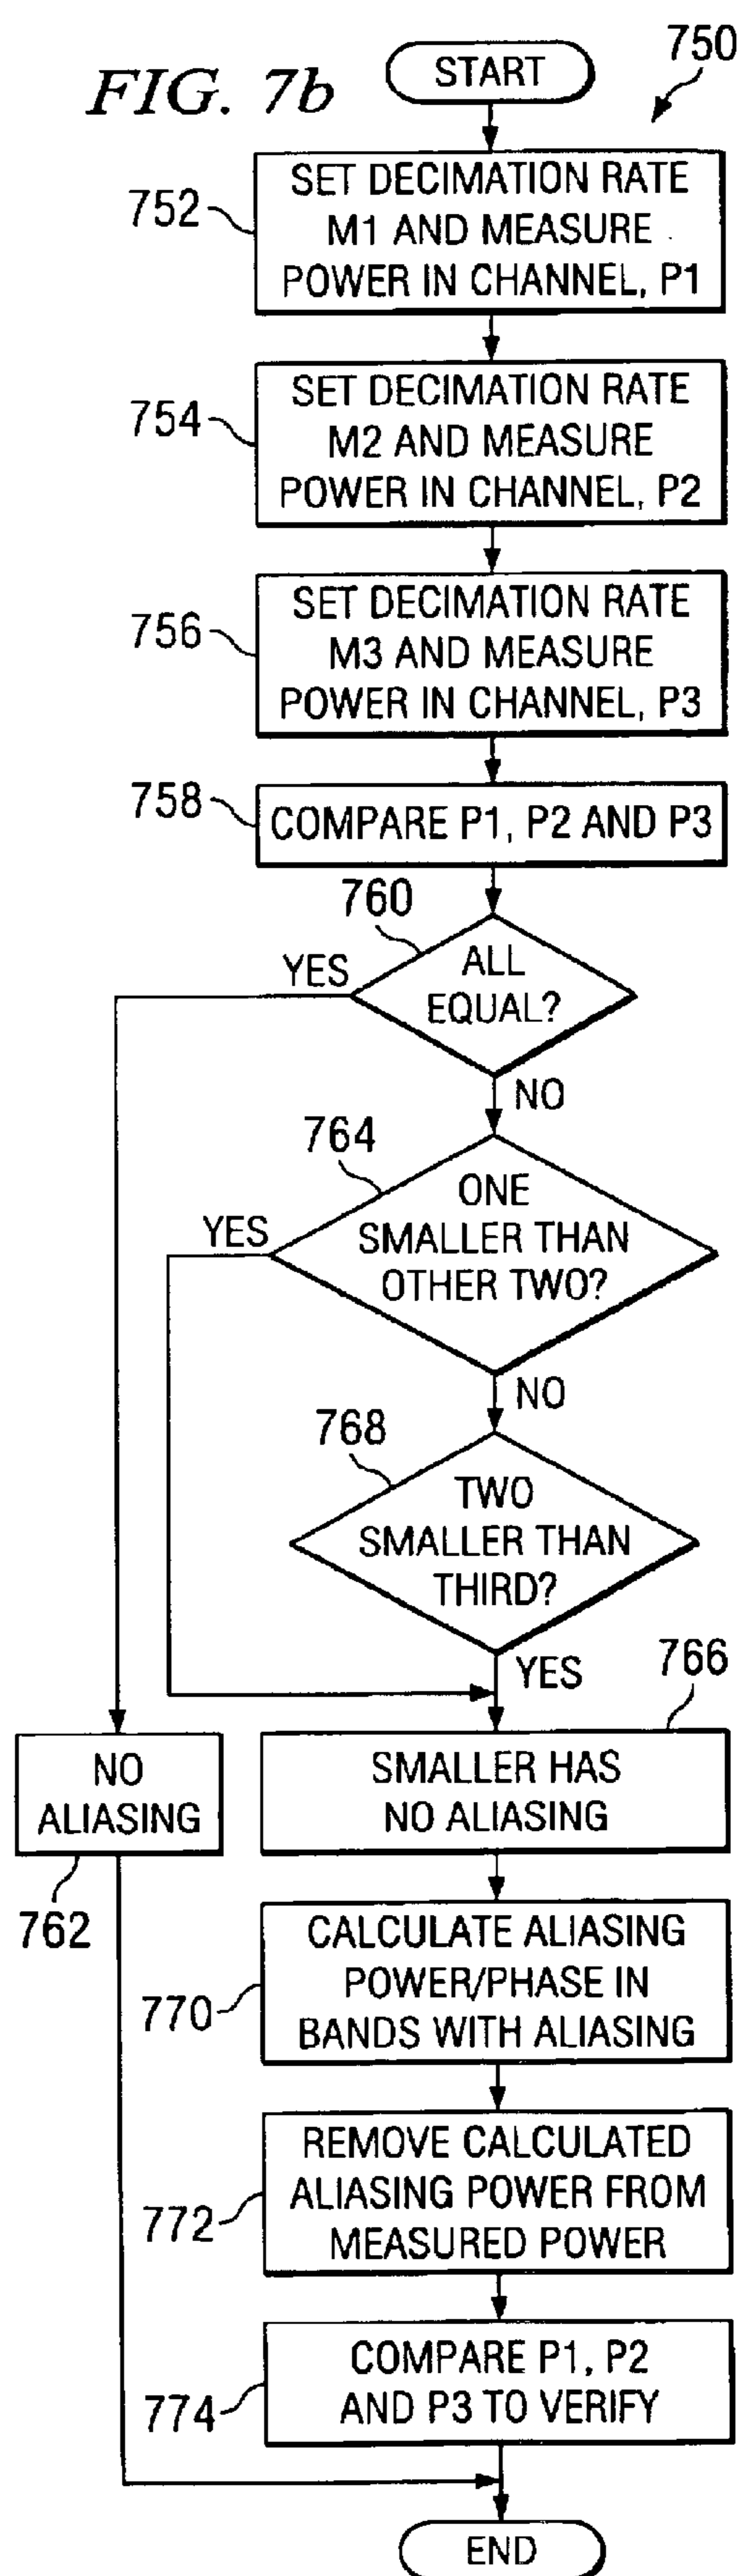 FIG. 7b
START
750
752
SET DECIMATION RATE
M1 AND MEASURE
POWER IN CHANNEL, P1
754
SET DECIMATION RATE
M2 AND MEASURE
POWER IN CHANNEL, P2
756
SET DECIMATION RATE
M3 AND MEASURE
POWER IN CHANNEL, P3
758
COMPARE P1, P2 AND P3
760
YES
ALL
EQUAL?
NO
764
YES
ONE
SMALLER THAN
OTHER TWO?
NO
768
TWO
SMALLER THAN
THIRD?
YES
766
NO
ALIASING
762
SMALLER HAS
NO ALIASING
770
CALCULATE ALIASING
POWER/PHASE IN
BANDS WITH ALIASING
772
REMOVE CALCULATED
ALIASING POWER FROM
MEASURED POWER
774
COMPARE P1, P2
AND P3 TO VERIFY
END